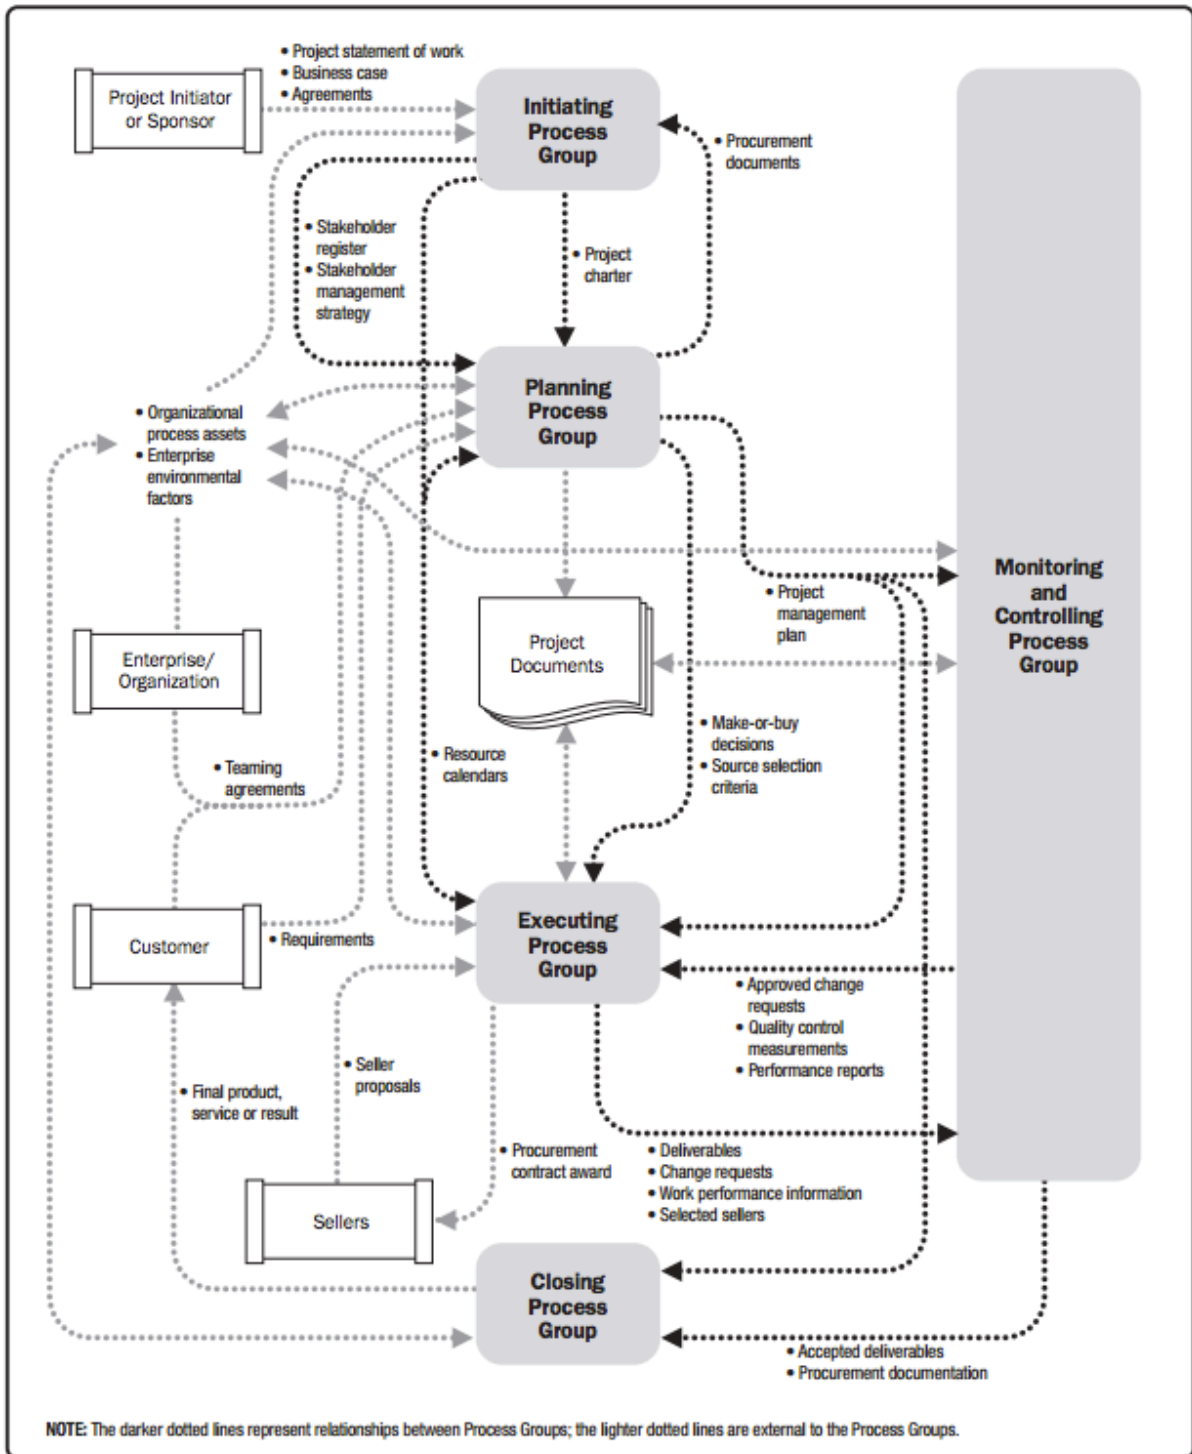 • Project statement of work
• Business case
• Agreements
Project Initiator
or Sponsor
Initiating
Process
Group
• Procurement
documents
• Stakeholder
register
• Stakeholder
management
strategy
• Project
charter
Planning
Process
Group
• Organizational
process assets
• Enterprise
environmental
factors
Monitoring
and
Controlling
Process
Group
• Project
management
plan
Project
Documents
Enterprise/
Organization
• Teaming
agreements
• Resource
calendars
• Make-or-buy
decisions
• Source selection
criteria
Customer
• Requirements
Executing
Process
Group
• Approved change
requests
• Quality control
measurements
• Performance reports
• Seller
proposals
• Final product,
service or result
• Procurement
contract award
• Deliverables
• Change requests
• Work performance information
• Selected sellers
Sellers
Closing
Process
Group
• Accepted deliverables
• Procurement documentation
NOTE: The darker dotted lines represent relationships between Process Groups; the lighter dotted lines are external to the Process Groups.